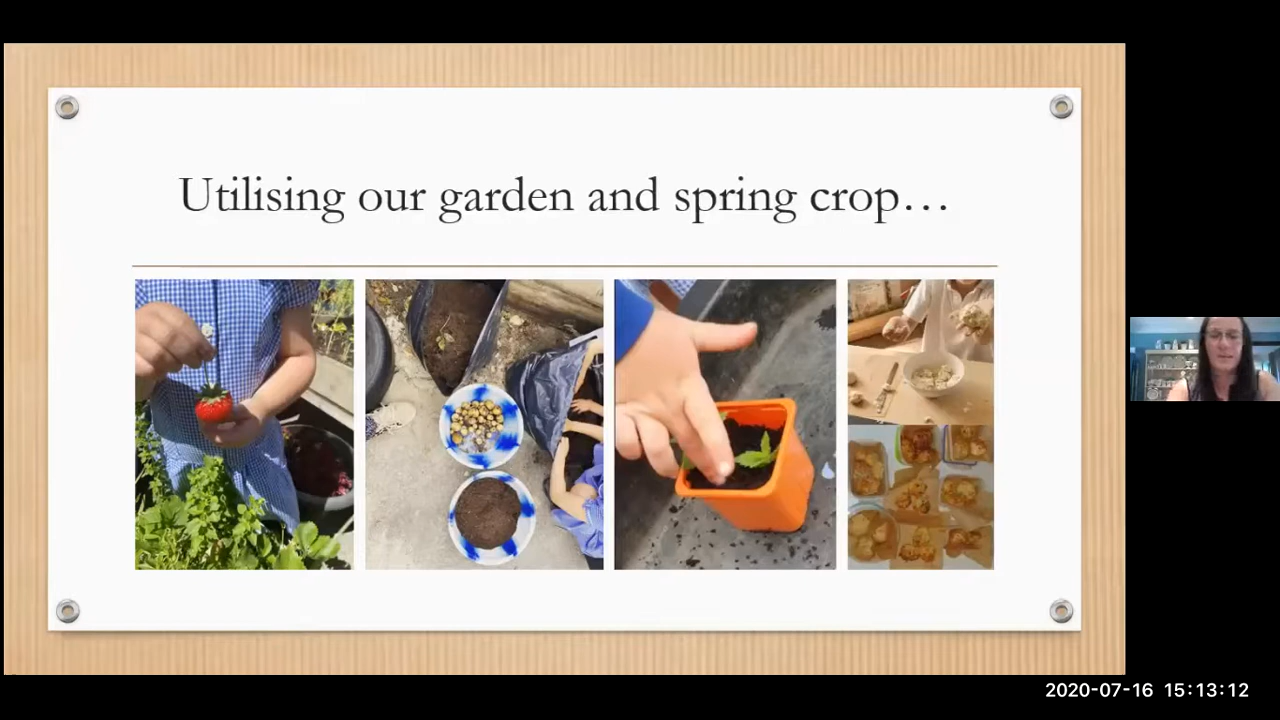 Utilising our garden and spring crop…
2020-07-16 15:13:12